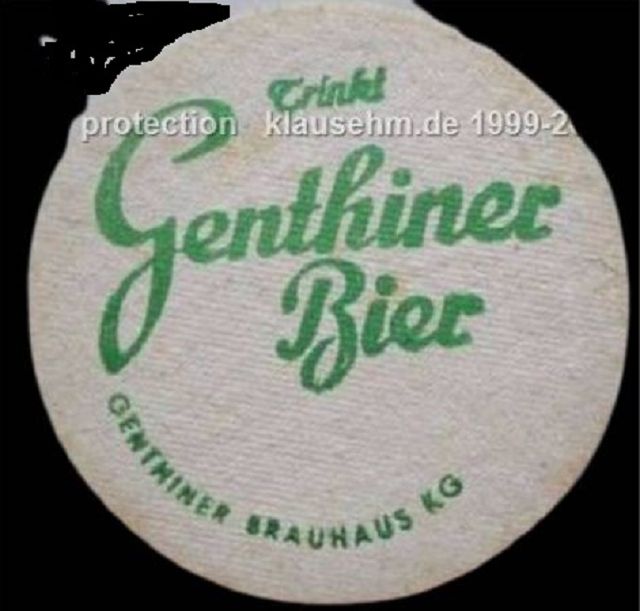 Trinkt
protection klausehm.de 1999-2
Genthiner
Bier
GENTHINER BRAUHAUS KG